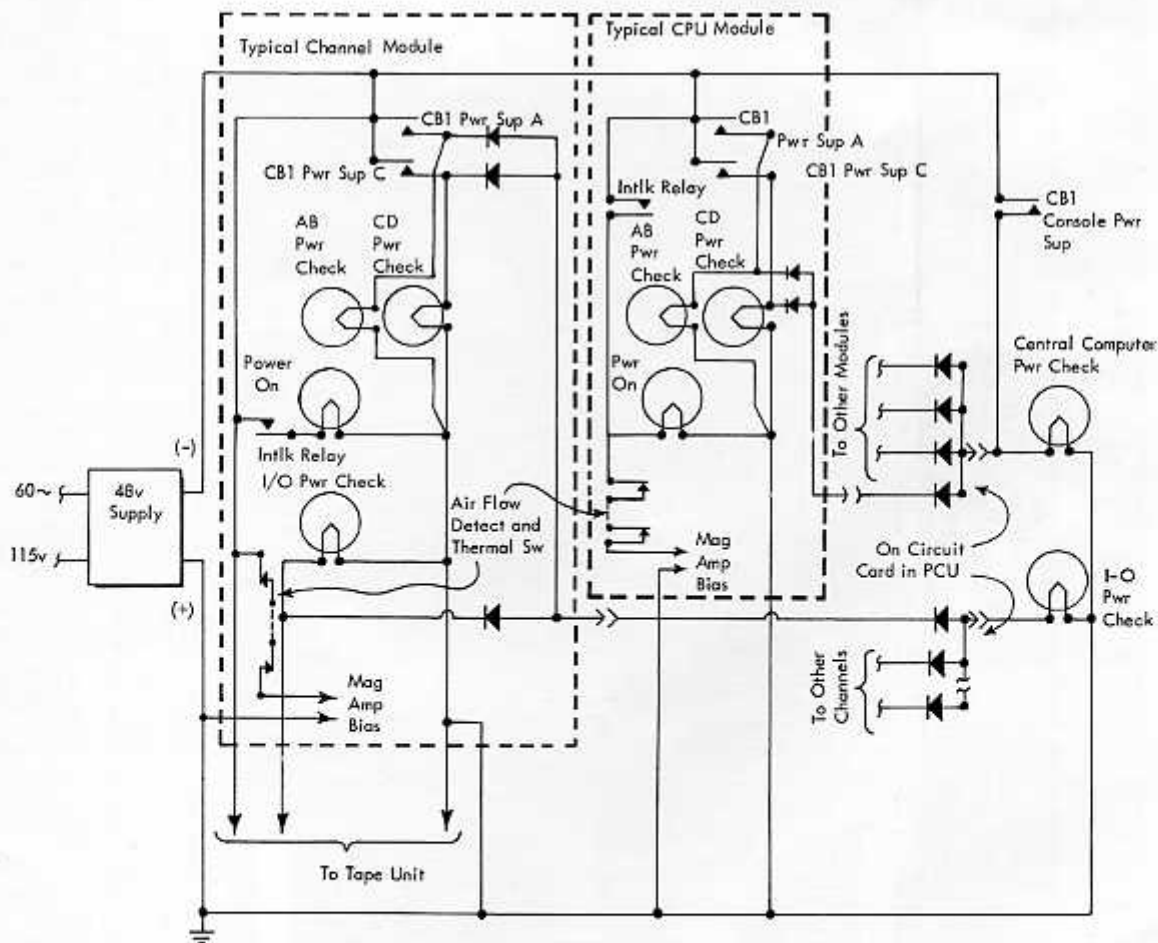 Typical Channel Module
Typical CPU Module
CB1 Pwr Sup A
CB1 Pwr Sup C
CB1
Pwr Sup A
CB1 Pwr Sup C
Intlk Relay
CB1
Console Pwr
Sup
AB
Pwr
Check
CD
Pwr
Check
AB
Pwr
Check
CD
Pwr
Check
Power
On
Pwr
On
To Other Modules
Central Computer
Pwr Check
(-)
60~
115v
48v
Supply
(+)
Intlk Relay
I/O Pwr Check
Air Flow
Detect and
Thermal Sw
Mag
Amp
Bias
On Circuit
Card in PCU
I-O
Pwr
Check
To Other
Channels
Mag
Amp
Bias
To Tape Unit